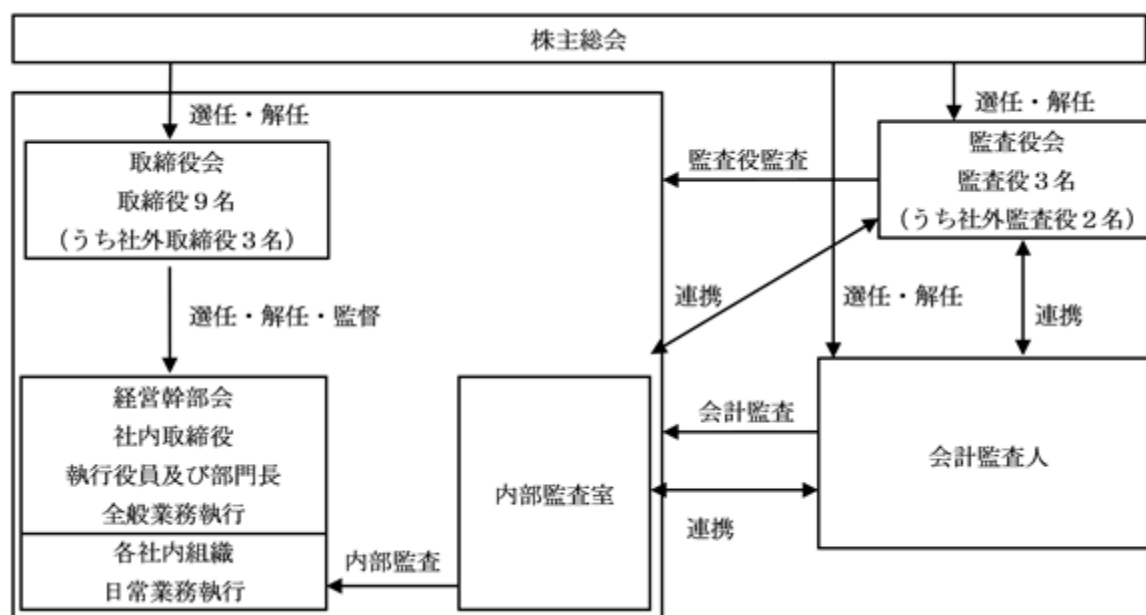 株主総会
選任・解任
選任・解任
取締役会
取締役９名
（うち社外取締役３名）
監査役監査
監査役会
監査役３名
（うち社外監査役２名）
選任・解任・監督
連携
選任・解任
連携
経営幹部会
社内取締役
執行役員及び部門長
全般業務執行
各社内組織
日常業務執行
内部監査
内部監査室
会計監査
連携
会計監査人